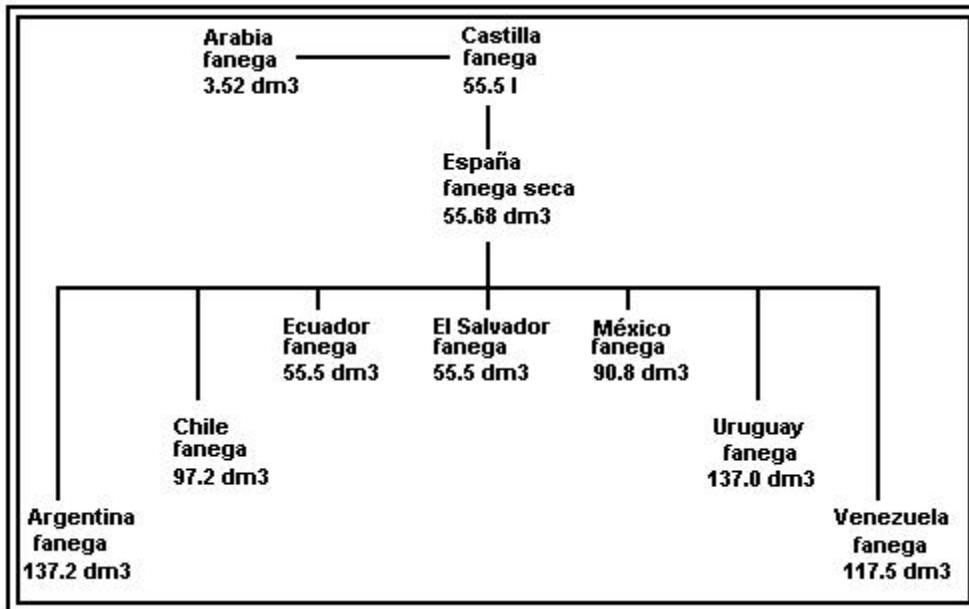 Arabia
fanega
3.52 dm3
Castilla
fanega
55.5 l
España
fanega seca
55.68 dm3
Ecuador
fanega
55.5 dm3
El Salvador
fanega
55.5 dm3
México
fanega
90.8 dm3
Chile
fanega
97.2 dm3
Uruguay
fanega
137.0 dm3
Argentina
fanega
137.2 dm3
Venezuela
fanega
117.5 dm3